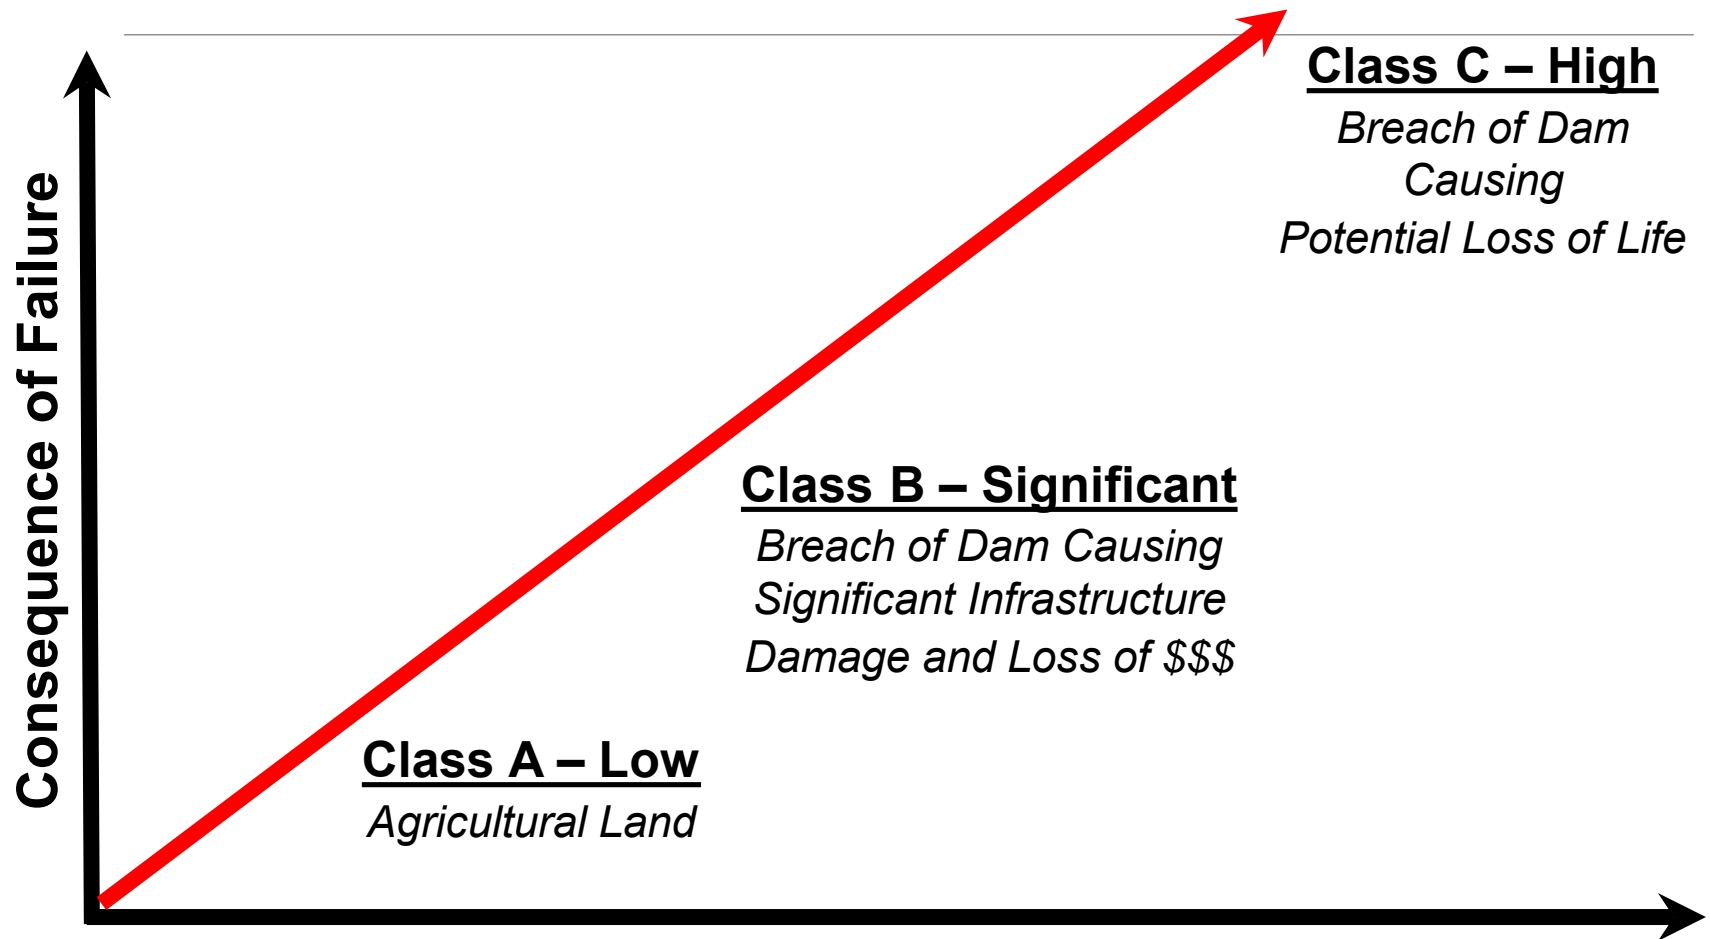 Consequence of Failure
Class C – High
Breach of Dam
Causing
Potential Loss of Life
Class B – Significant
Breach of Dam Causing
Significant Infrastructure
Damage and Loss of $$$
Class A – Low
Agricultural Land